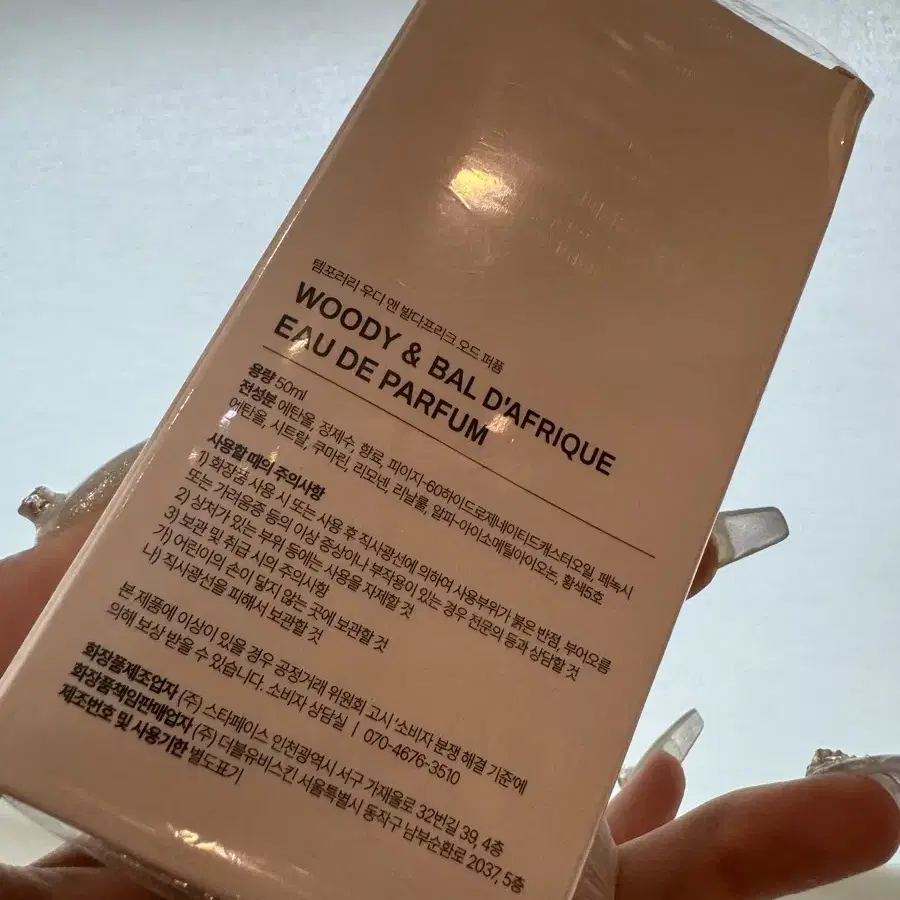 템포러리 우디 앤 발다프리크 오드 퍼퓸
WOODY & BAL D'AFRIQUE
EAU DE PARFUM
용량 50ml
전성분 에탄올, 정제수, 향료, 피이지-60하이드로제네이티드캐스터오일, 페녹시
에탄올, 시트랄, 쿠마린, 리모넨, 리날룰, 알파-아이소메틸아이오논, 황색5호
사용할 때의 주의사항
1) 화장품 사용 시 또는 사용 후 직사광선에 의하여 사용부위가 붉은 반점, 부어오름
또는 가려움증 등의 이상 증상이나 부작용이 있는 경우 전문의 등과 상담할 것
2) 상처가 있는 부위 등에는 사용을 자제할 것
3) 보관 및 취급 시의 주의사항
가) 어린이의 손이 닿지 않는 곳에 보관할 것
나) 직사광선을 피해서 보관할 것
본 제품에 이상이 있을 경우 공정거래 위원회 고시 '소비자 분쟁 해결 기준'에
의해 보상 받을 수 있습니다. 소비자 상담실 | 070-4676-3510
화장품제조업자 (주) 스타페이스 인천광역시 서구 가재울로 32번길 39, 4층
화장품책임판매업자 (주) 더블유비스킨 서울특별시 동작구 남부순환로 2037, 5층
제조번호 및 사용기한 별도표기